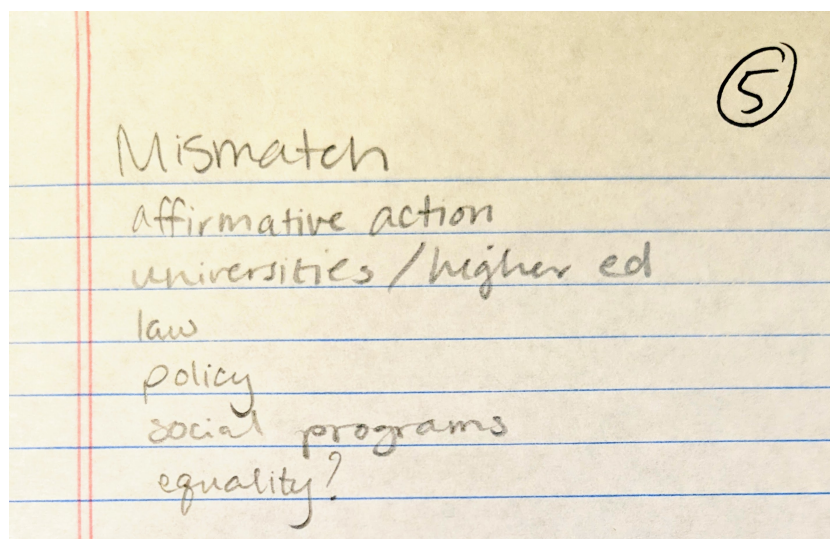 5
Mismatch
affirmative action
universities / higher ed
law
policy
social programs
equality?